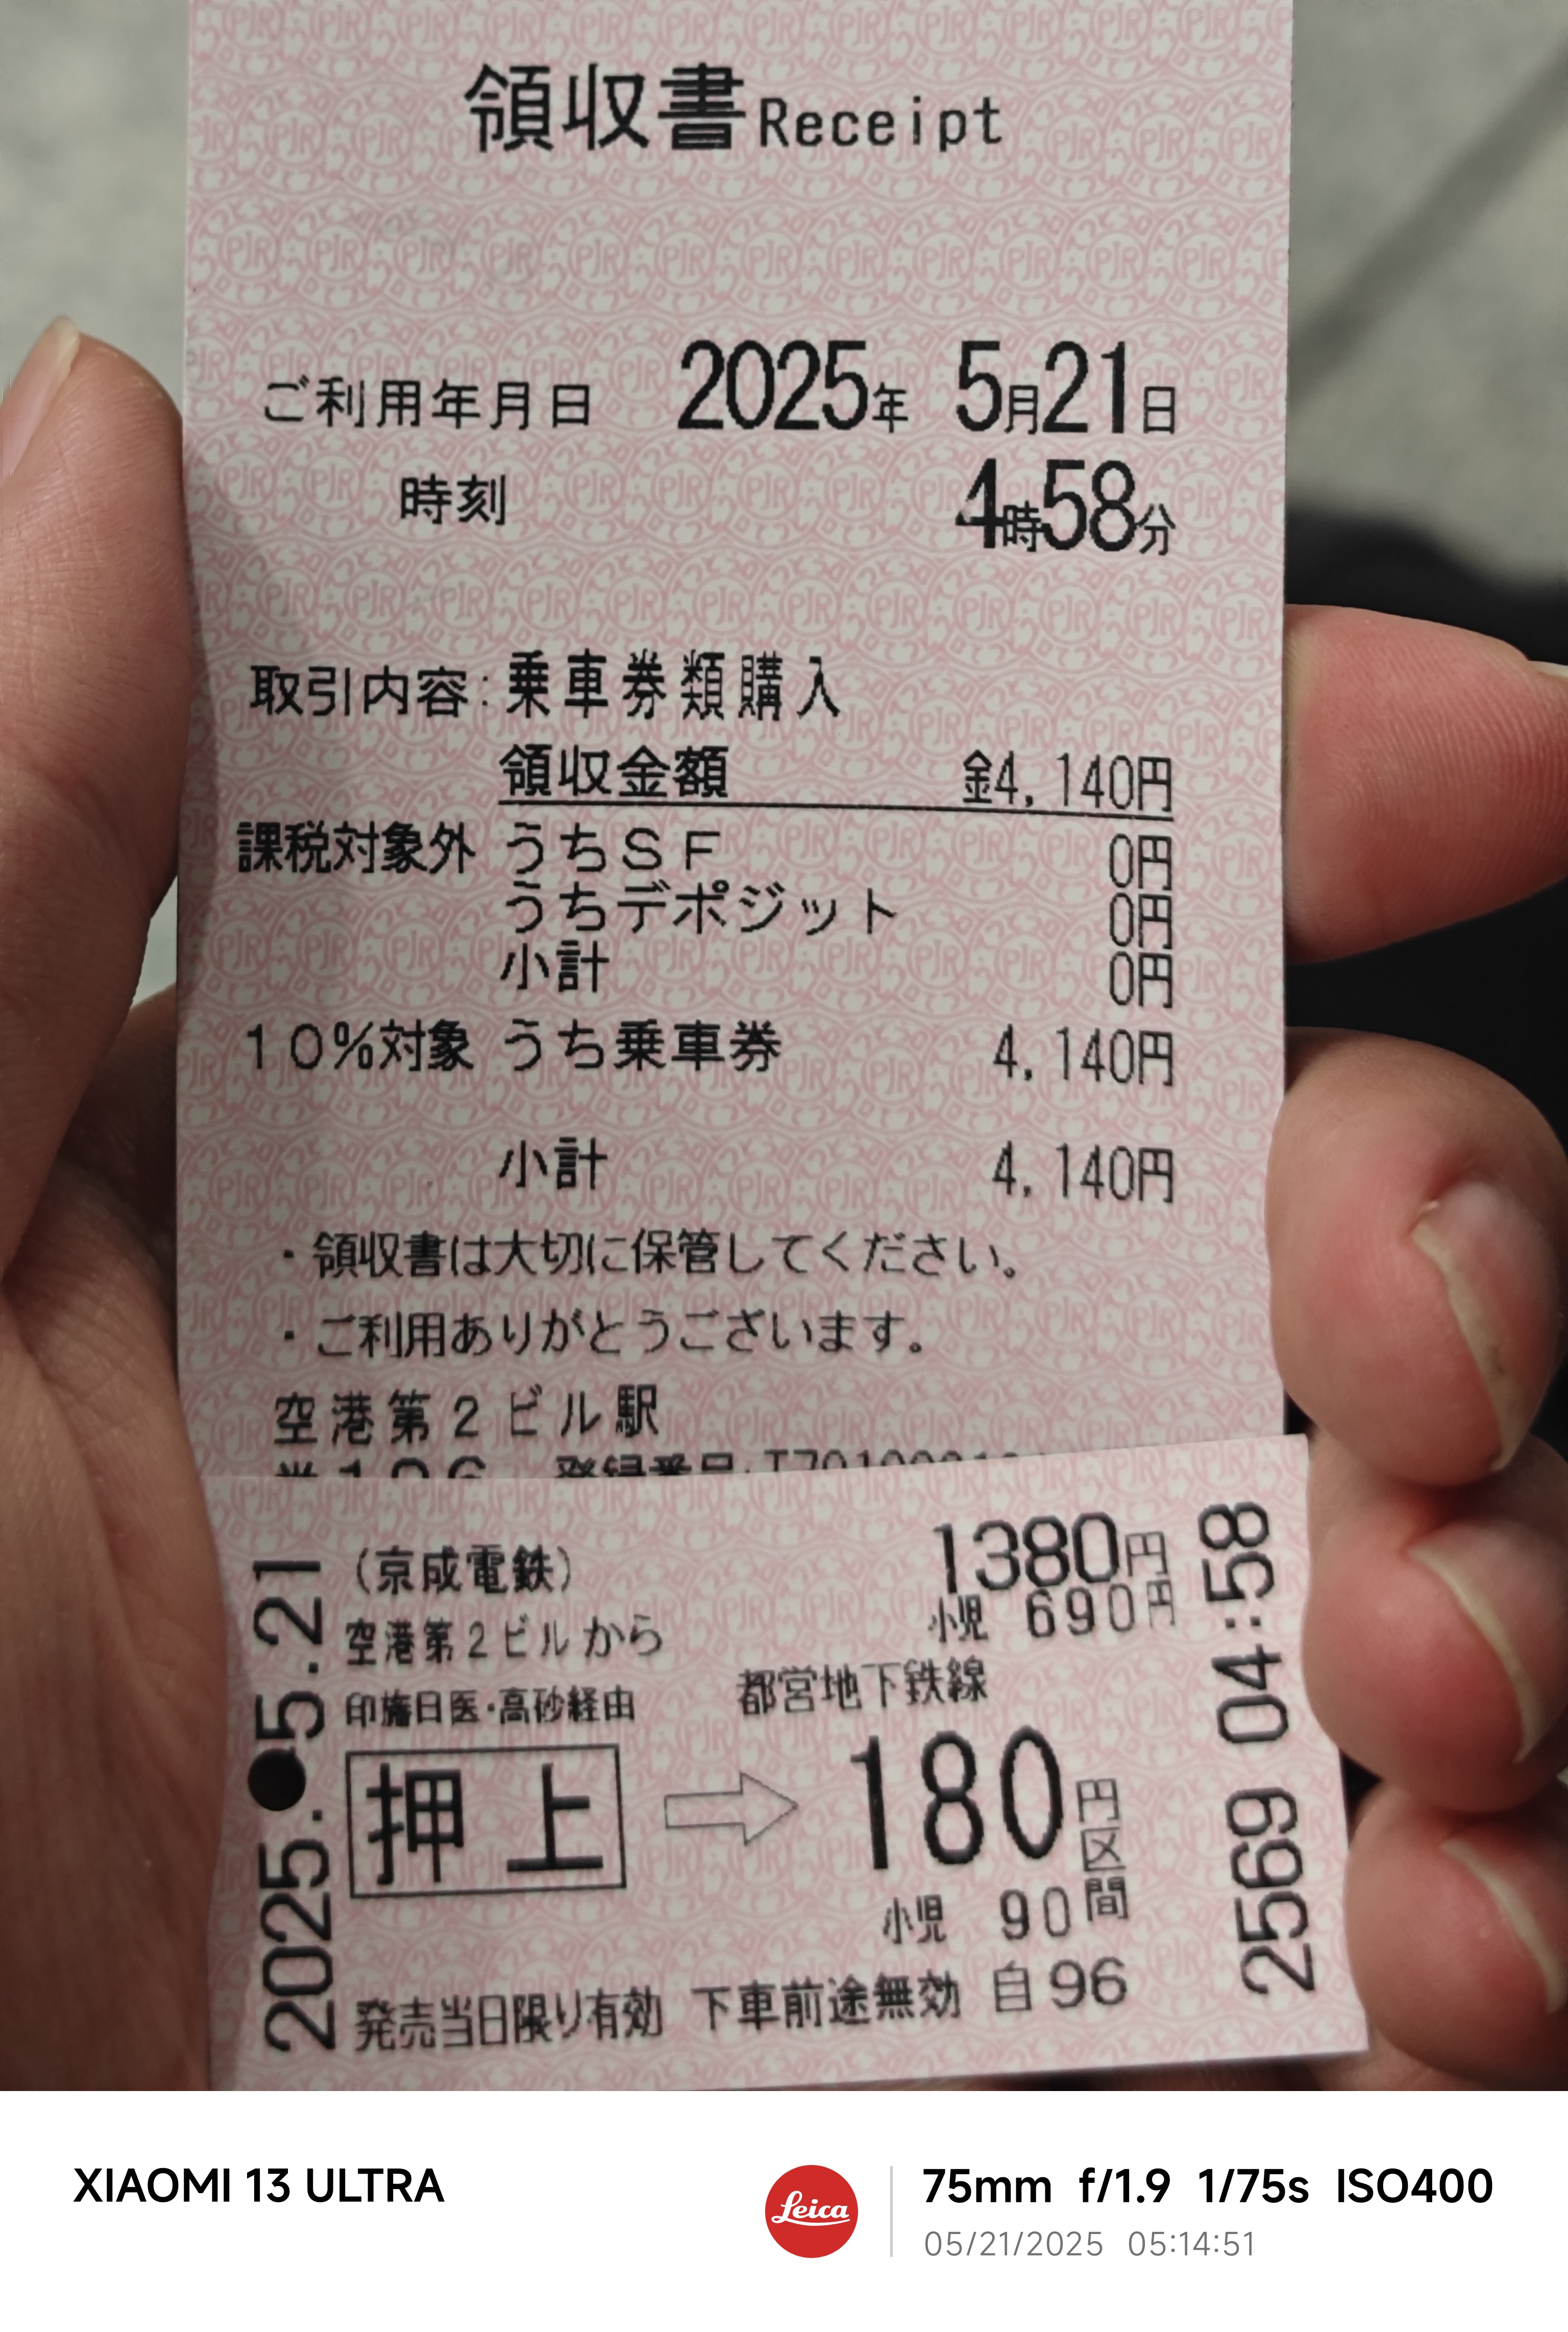 領収書Receipt
ご利用年月日 2025年 5月21日
時刻 4時58分
取引内容:乗車券類購入
領収金額 金4,140円
課税対象外 うちSF 0円
うちデポジット 0円
小計 0円
10%対象 うち乗車券 4,140円
小計 4,140円
・領収書は大切に保管してください。
・ご利用ありがとうございます。
空港第2ビル駅
登録番号:
2025.-5.21
(京成電鉄) 1380円
小児 690円
空港第2ビルから
印旛日医・高砂経由 都営地下鉄線
押上 ⇨ 180円区間
小児 90
発売当日限り有効 下車前途無効 自96
2569 04:58
XIAOMI 13 ULTRA
Leica
75mm f/1.9 1/75s ISO400
05/21/2025 05:14:51